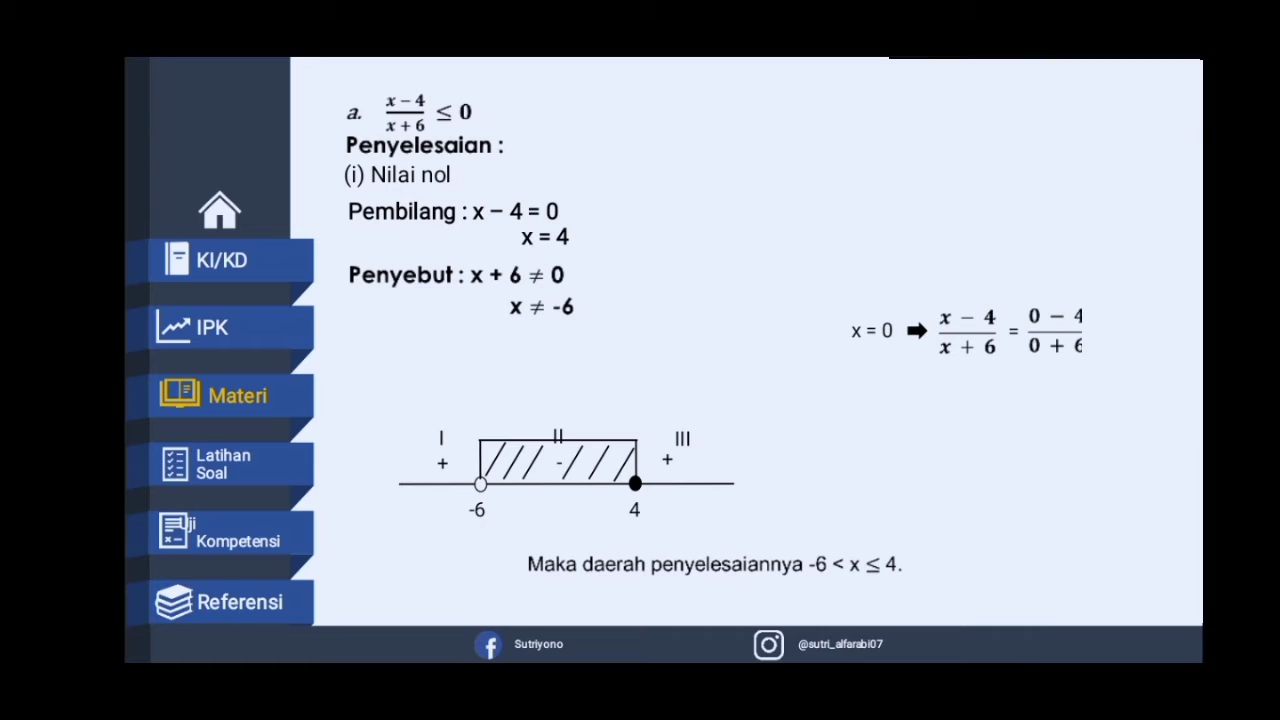 a. x − 4 / x + 6 ≤ 0
Penyelesaian :
(i) Nilai nol
Pembilang : x − 4 = 0
x = 4
Penyebut : x + 6 ≠ 0
x ≠ -6
x = 0 ➡ x − 4 / x + 6 = 0 − 4 / 0 + 6
I II III
+ - +
-6 4
Maka daerah penyelesaiannya -6 < x ≤ 4.
KI/KD
IPK
Materi
Latihan
Soal
Uji
Kompetensi
Referensi
Sutriyono
@sutri_alfarabi07